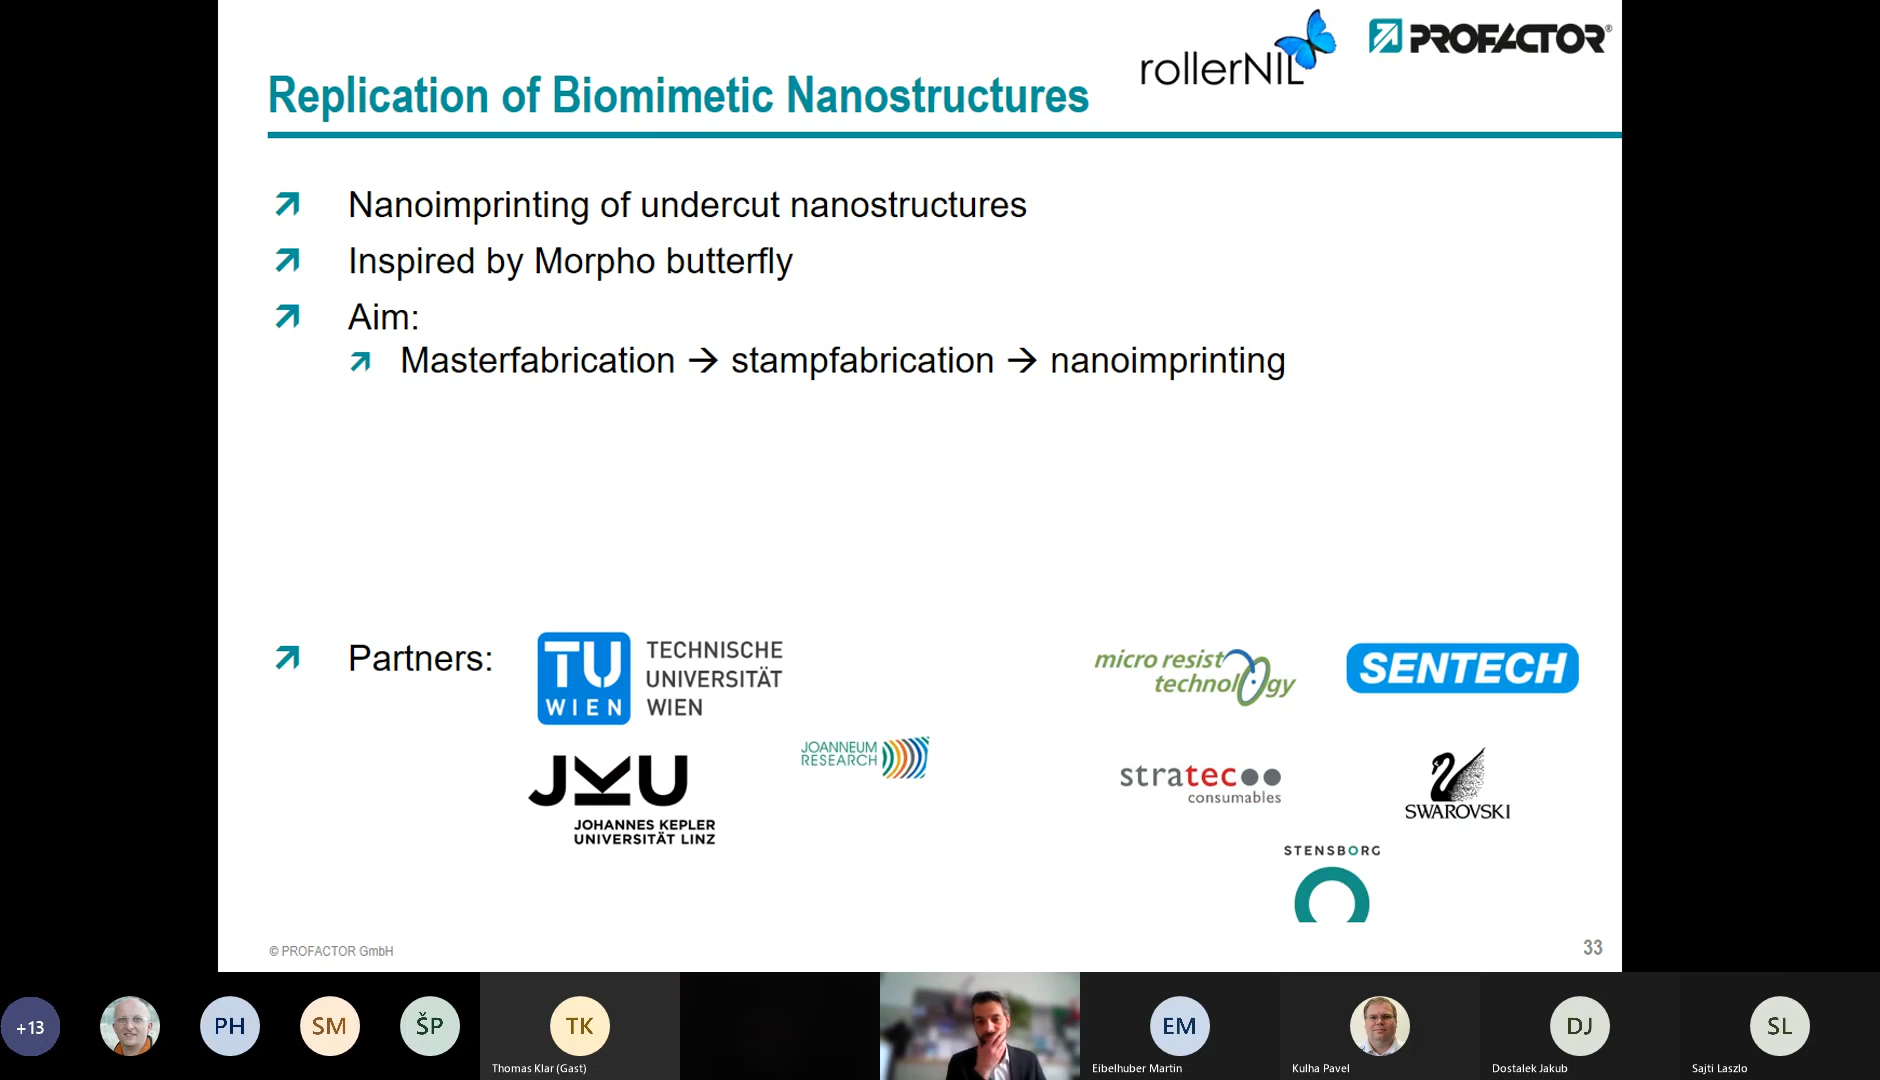 rollerNIL
PROFACTOR®
Replication of Biomimetic Nanostructures
Nanoimprinting of undercut nanostructures
Inspired by Morpho butterfly
Aim:
Masterfabrication → stampfabrication → nanoimprinting
Partners:
TU
WIEN
TECHNISCHE
UNIVERSITÄT
WIEN
micro resist
technology
SENTECH
JKU
JOHANNES KEPLER
UNIVERSITÄT LINZ
JOANNEUM
RESEARCH
stratec
consumables
SWAROVSKI
STENSBORG
© PROFACTOR GmbH
33
+13
PH
SM
ŠP
TK
Thomas Klar (Gast)
EM
Eibelhuber Martin
Kulha Pavel
DJ
Dostalek Jakub
SL
Sajti Laszlo